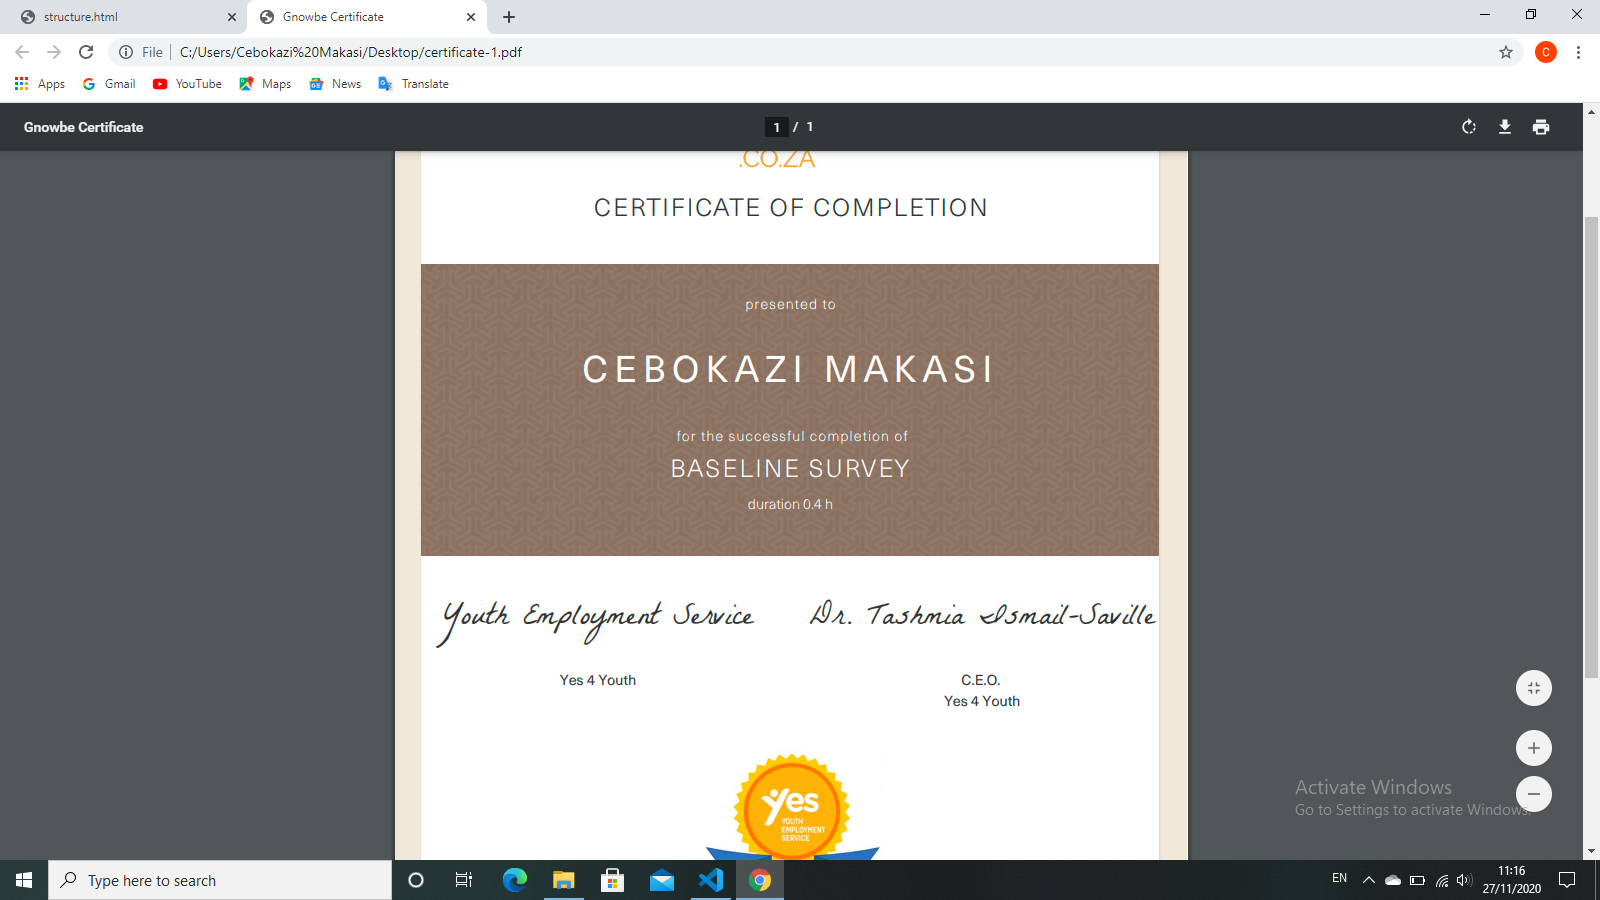 structure.html
Gnowbe Certificate
File
C:/Users/Cebokazi%20Makasi/Desktop/certificate-1.pdf
C
Apps
Gmail
YouTube
Maps
News
Translate
Gnowbe Certificate
1 / 1
.CO.ZA
CERTIFICATE OF COMPLETION
presented to
CEBOKAZI MAKASI
for the successful completion of
BASELINE SURVEY
duration 0.4 h
Youth Employment Service
Dr. Tashmia Ismail-Saville
Yes 4 Youth
C.E.O.
Yes 4 Youth
yes
YOUTH
EMPLOYMENT
SERVICE
Activate Windows
Go to Settings to activate Windows.
Type here to search
EN
11:16
27/11/2020